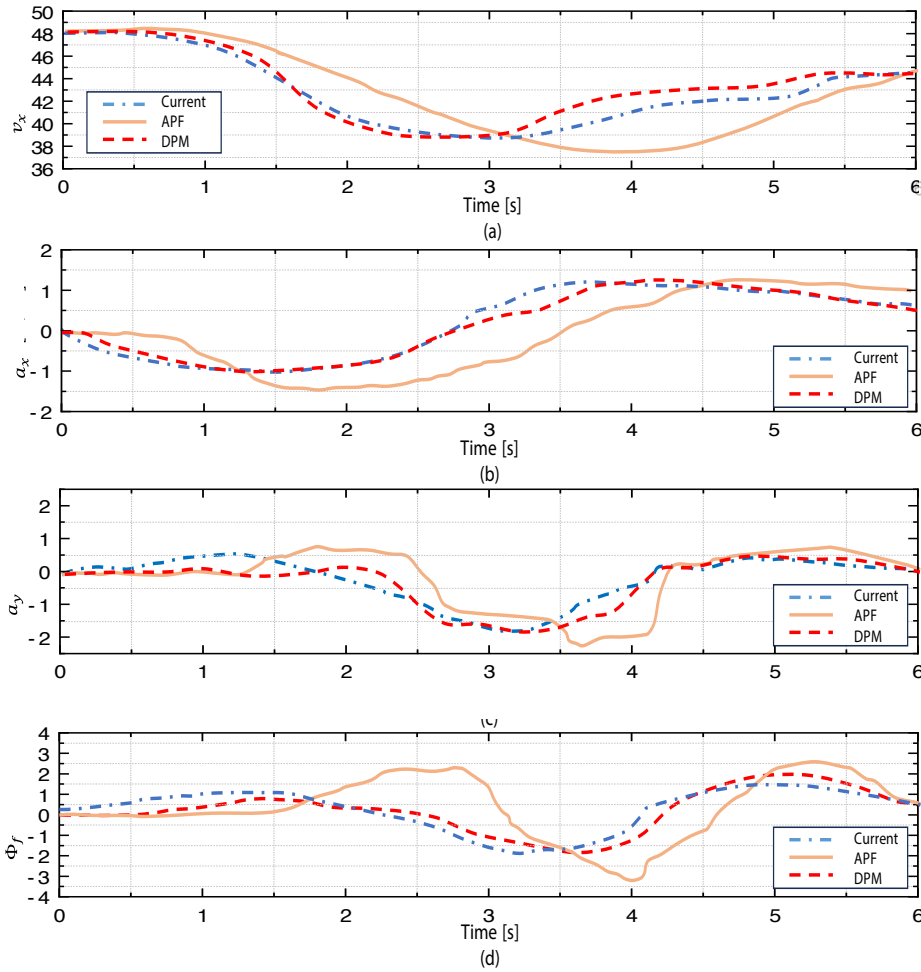 50
48
46
44
42
40
38
36
v_x
Current
APF
DPM
0 1 2 3 4 5 6
Time [s]
(a)
2
1
0
-1
-2
a_x
Current
APF
DPM
0 1 2 3 4 5 6
Time [s]
(b)
2
1
0
-1
-2
a_y
Current
APF
DPM
0 1 2 3 4 5 6
(c)
4
3
2
1
0
-1
-2
-3
-4
Φ_f
Current
APF
DPM
0 1 2 3 4 5 6
Time [s]
(d)